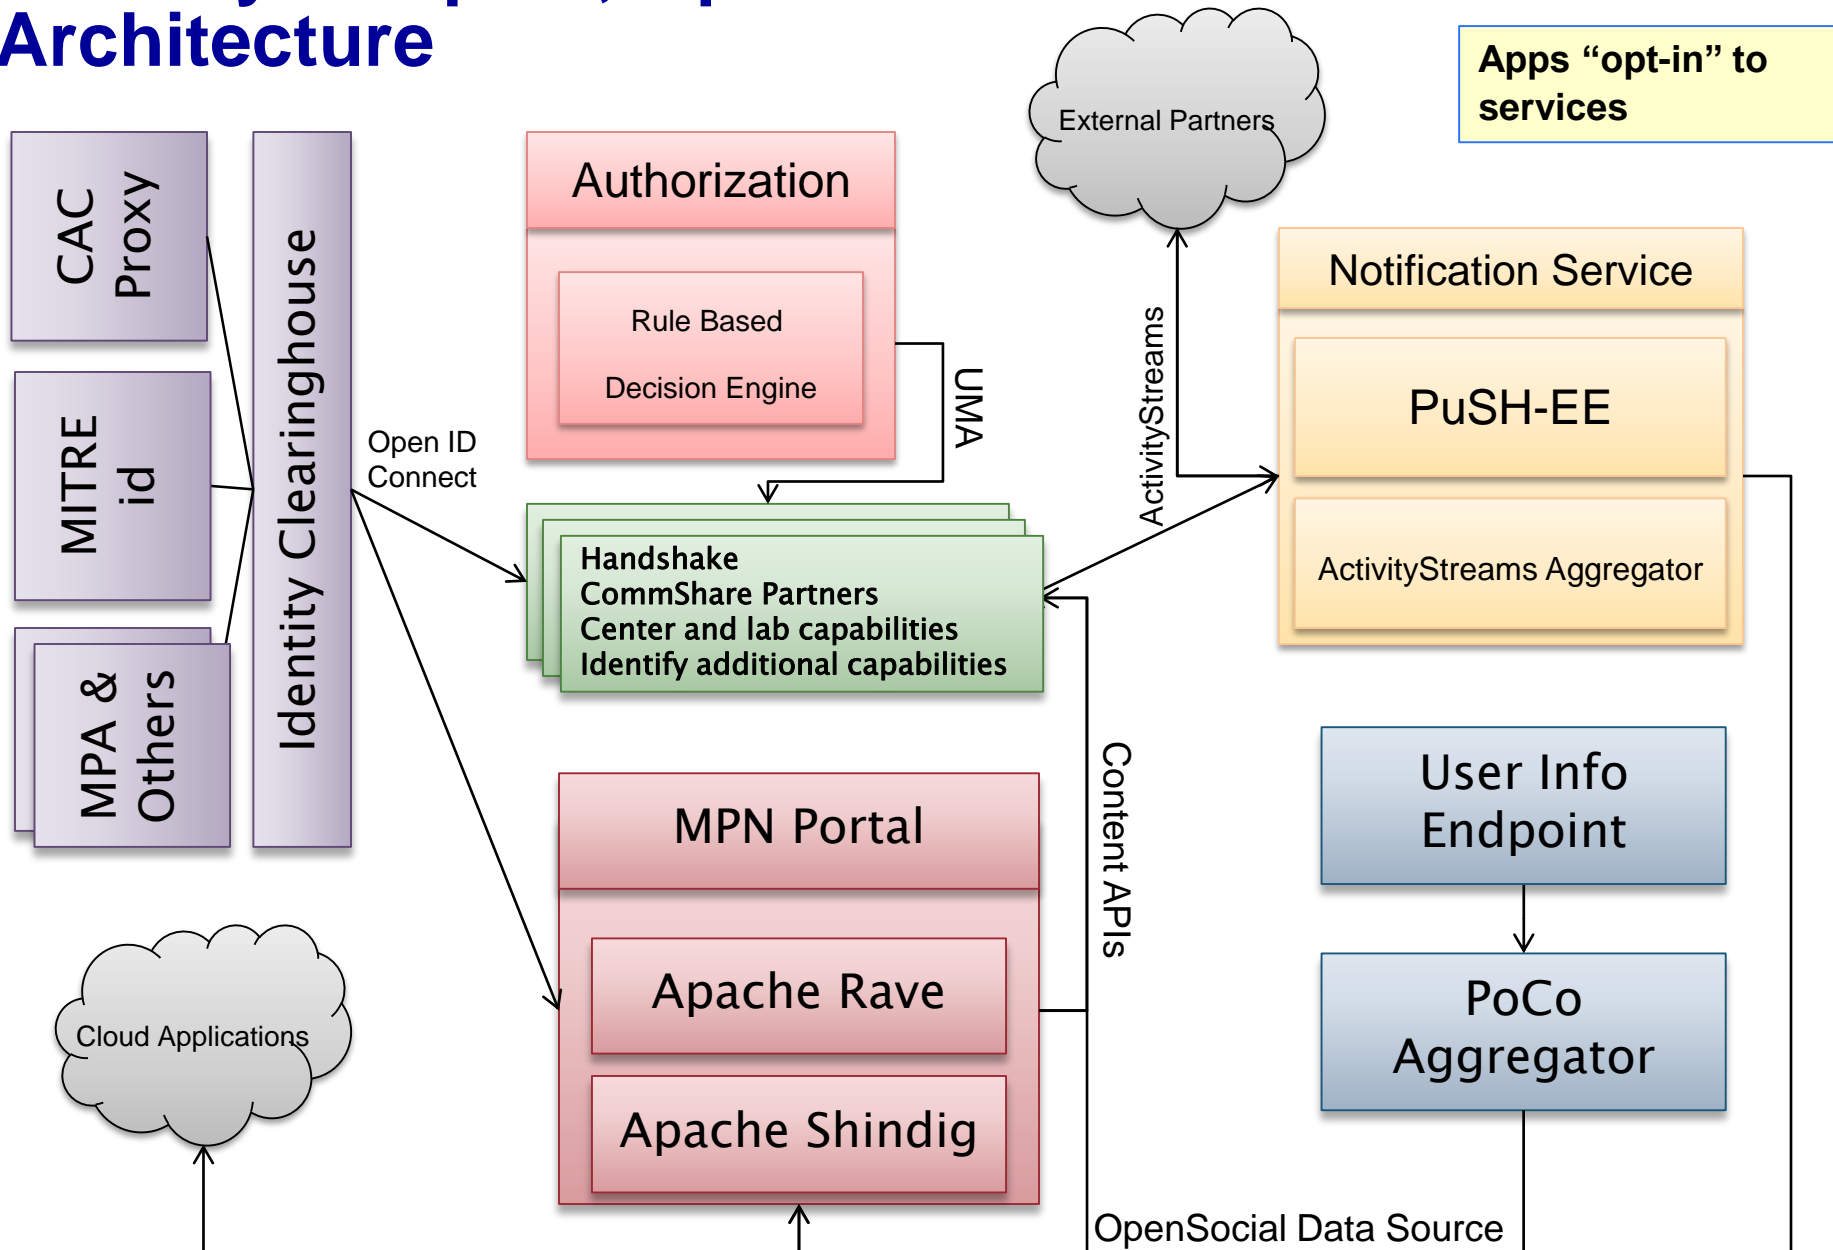 Architecture
Apps “opt-in” to
services
External Partners
CAC
Proxy
MITRE
id
MPA &
Others
Identity Clearinghouse
Open ID
Connect
Authorization
Rule Based
Decision Engine
UMA
ActivityStreams
Notification Service
PuSH-EE
ActivityStreams Aggregator
Handshake
CommShare Partners
Center and lab capabilities
Identify additional capabilities
Content APIs
MPN Portal
Apache Rave
Apache Shindig
User Info
Endpoint
PoCo
Aggregator
Cloud Applications
OpenSocial Data Source